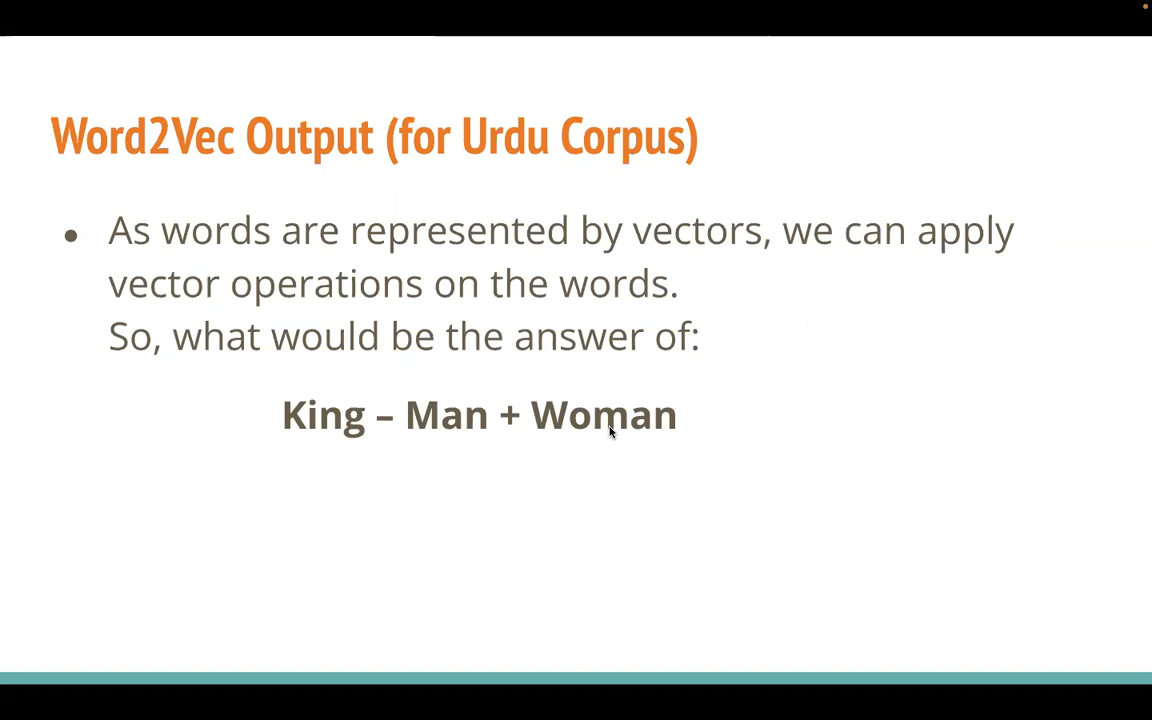 Word2Vec Output (for Urdu Corpus)
● As words are represented by vectors, we can apply
vector operations on the words.
So, what would be the answer of:
King – Man + Woman